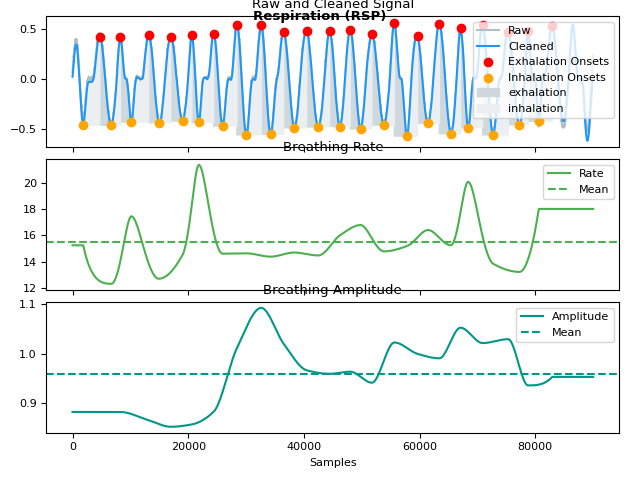 Raw and Cleaned Signal
Respiration (RSP)
0.5
0.0
−0.5
Raw
Cleaned
Exhalation Onsets
Inhalation Onsets
exhalation
inhalation
Breathing Rate
20
18
16
14
12
Rate
Mean
Breathing Amplitude
1.1
1.0
0.9
Amplitude
Mean
0 20000 40000 60000 80000
Samples